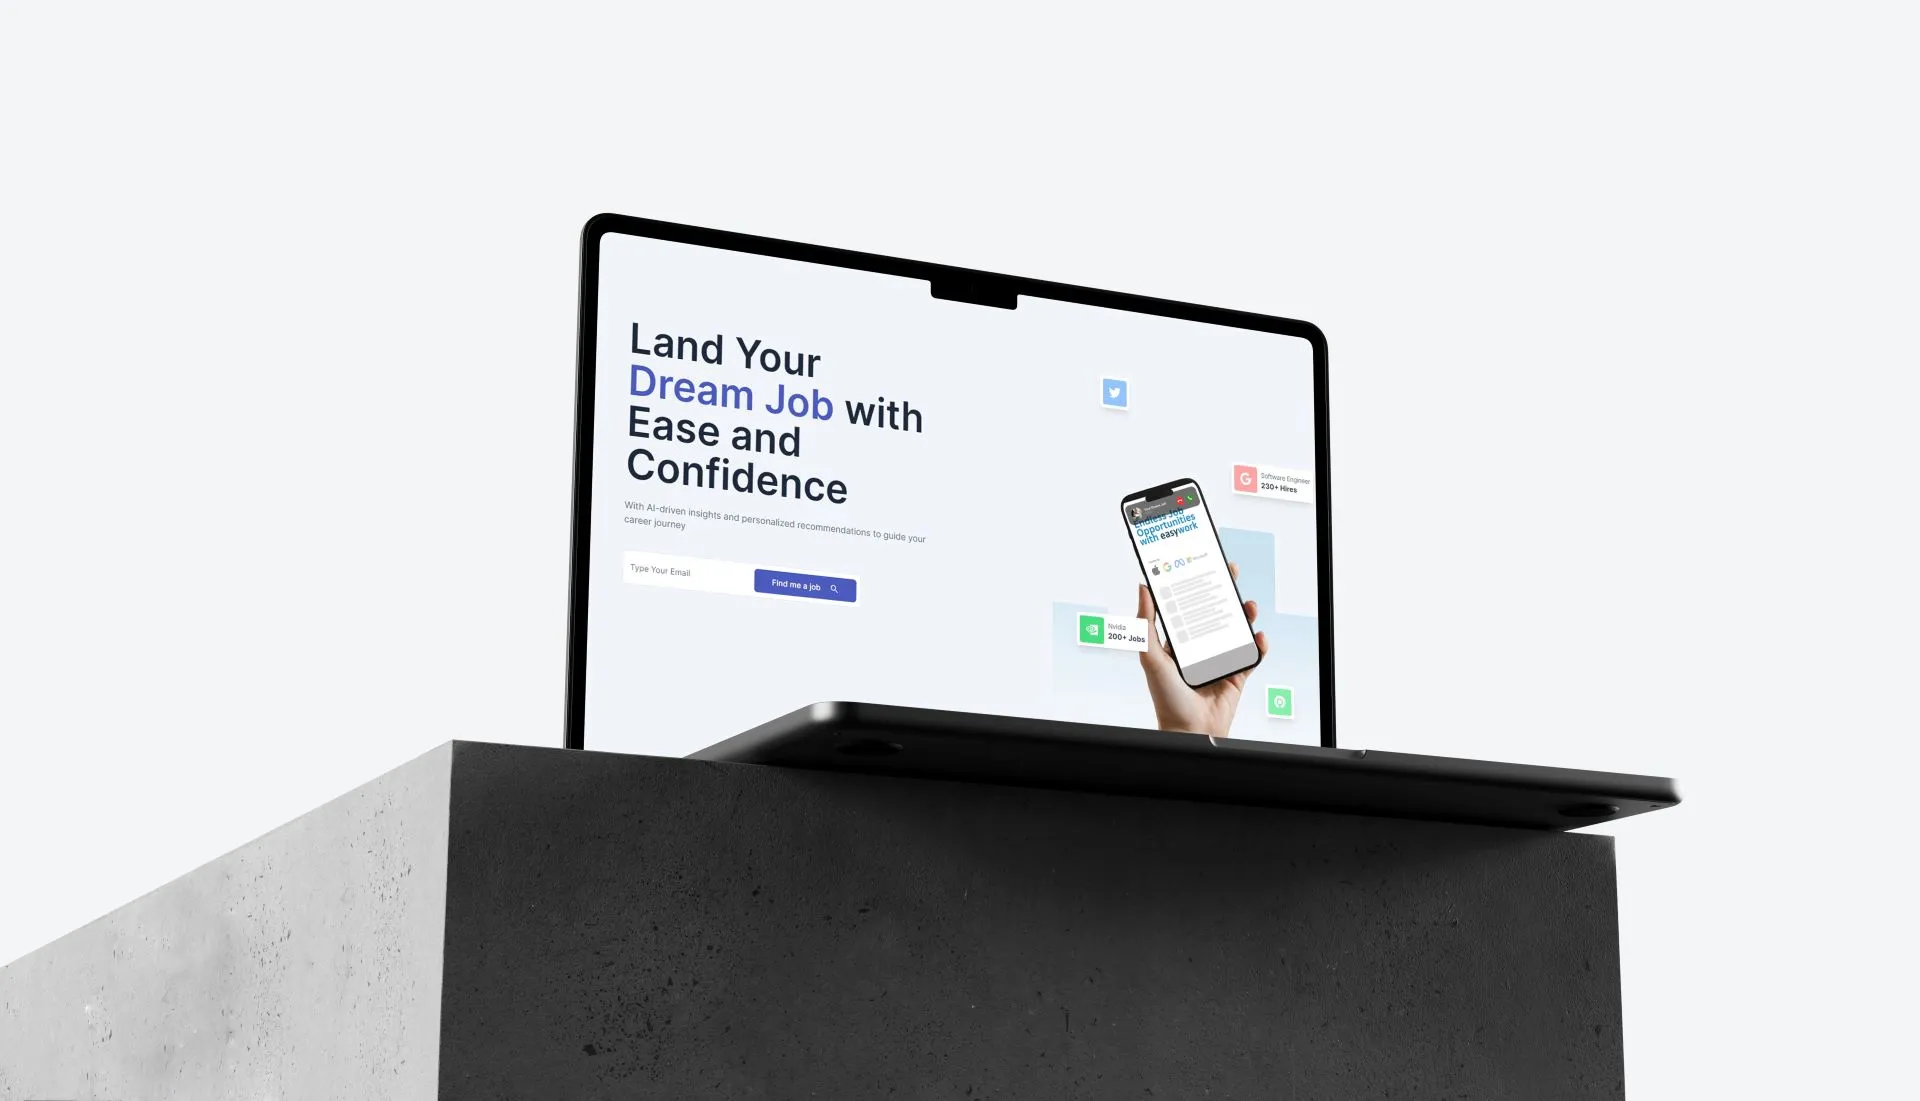 Land Your
Dream Job with
Ease and
Confidence
With AI-driven insights and personalized recommendations to guide your
career journey
Type Your Email
Find me a job
Software Engineer
230+ Hires
Endless Job
Opportunities
with easywork
Microsoft
Nvidia
200+ Jobs